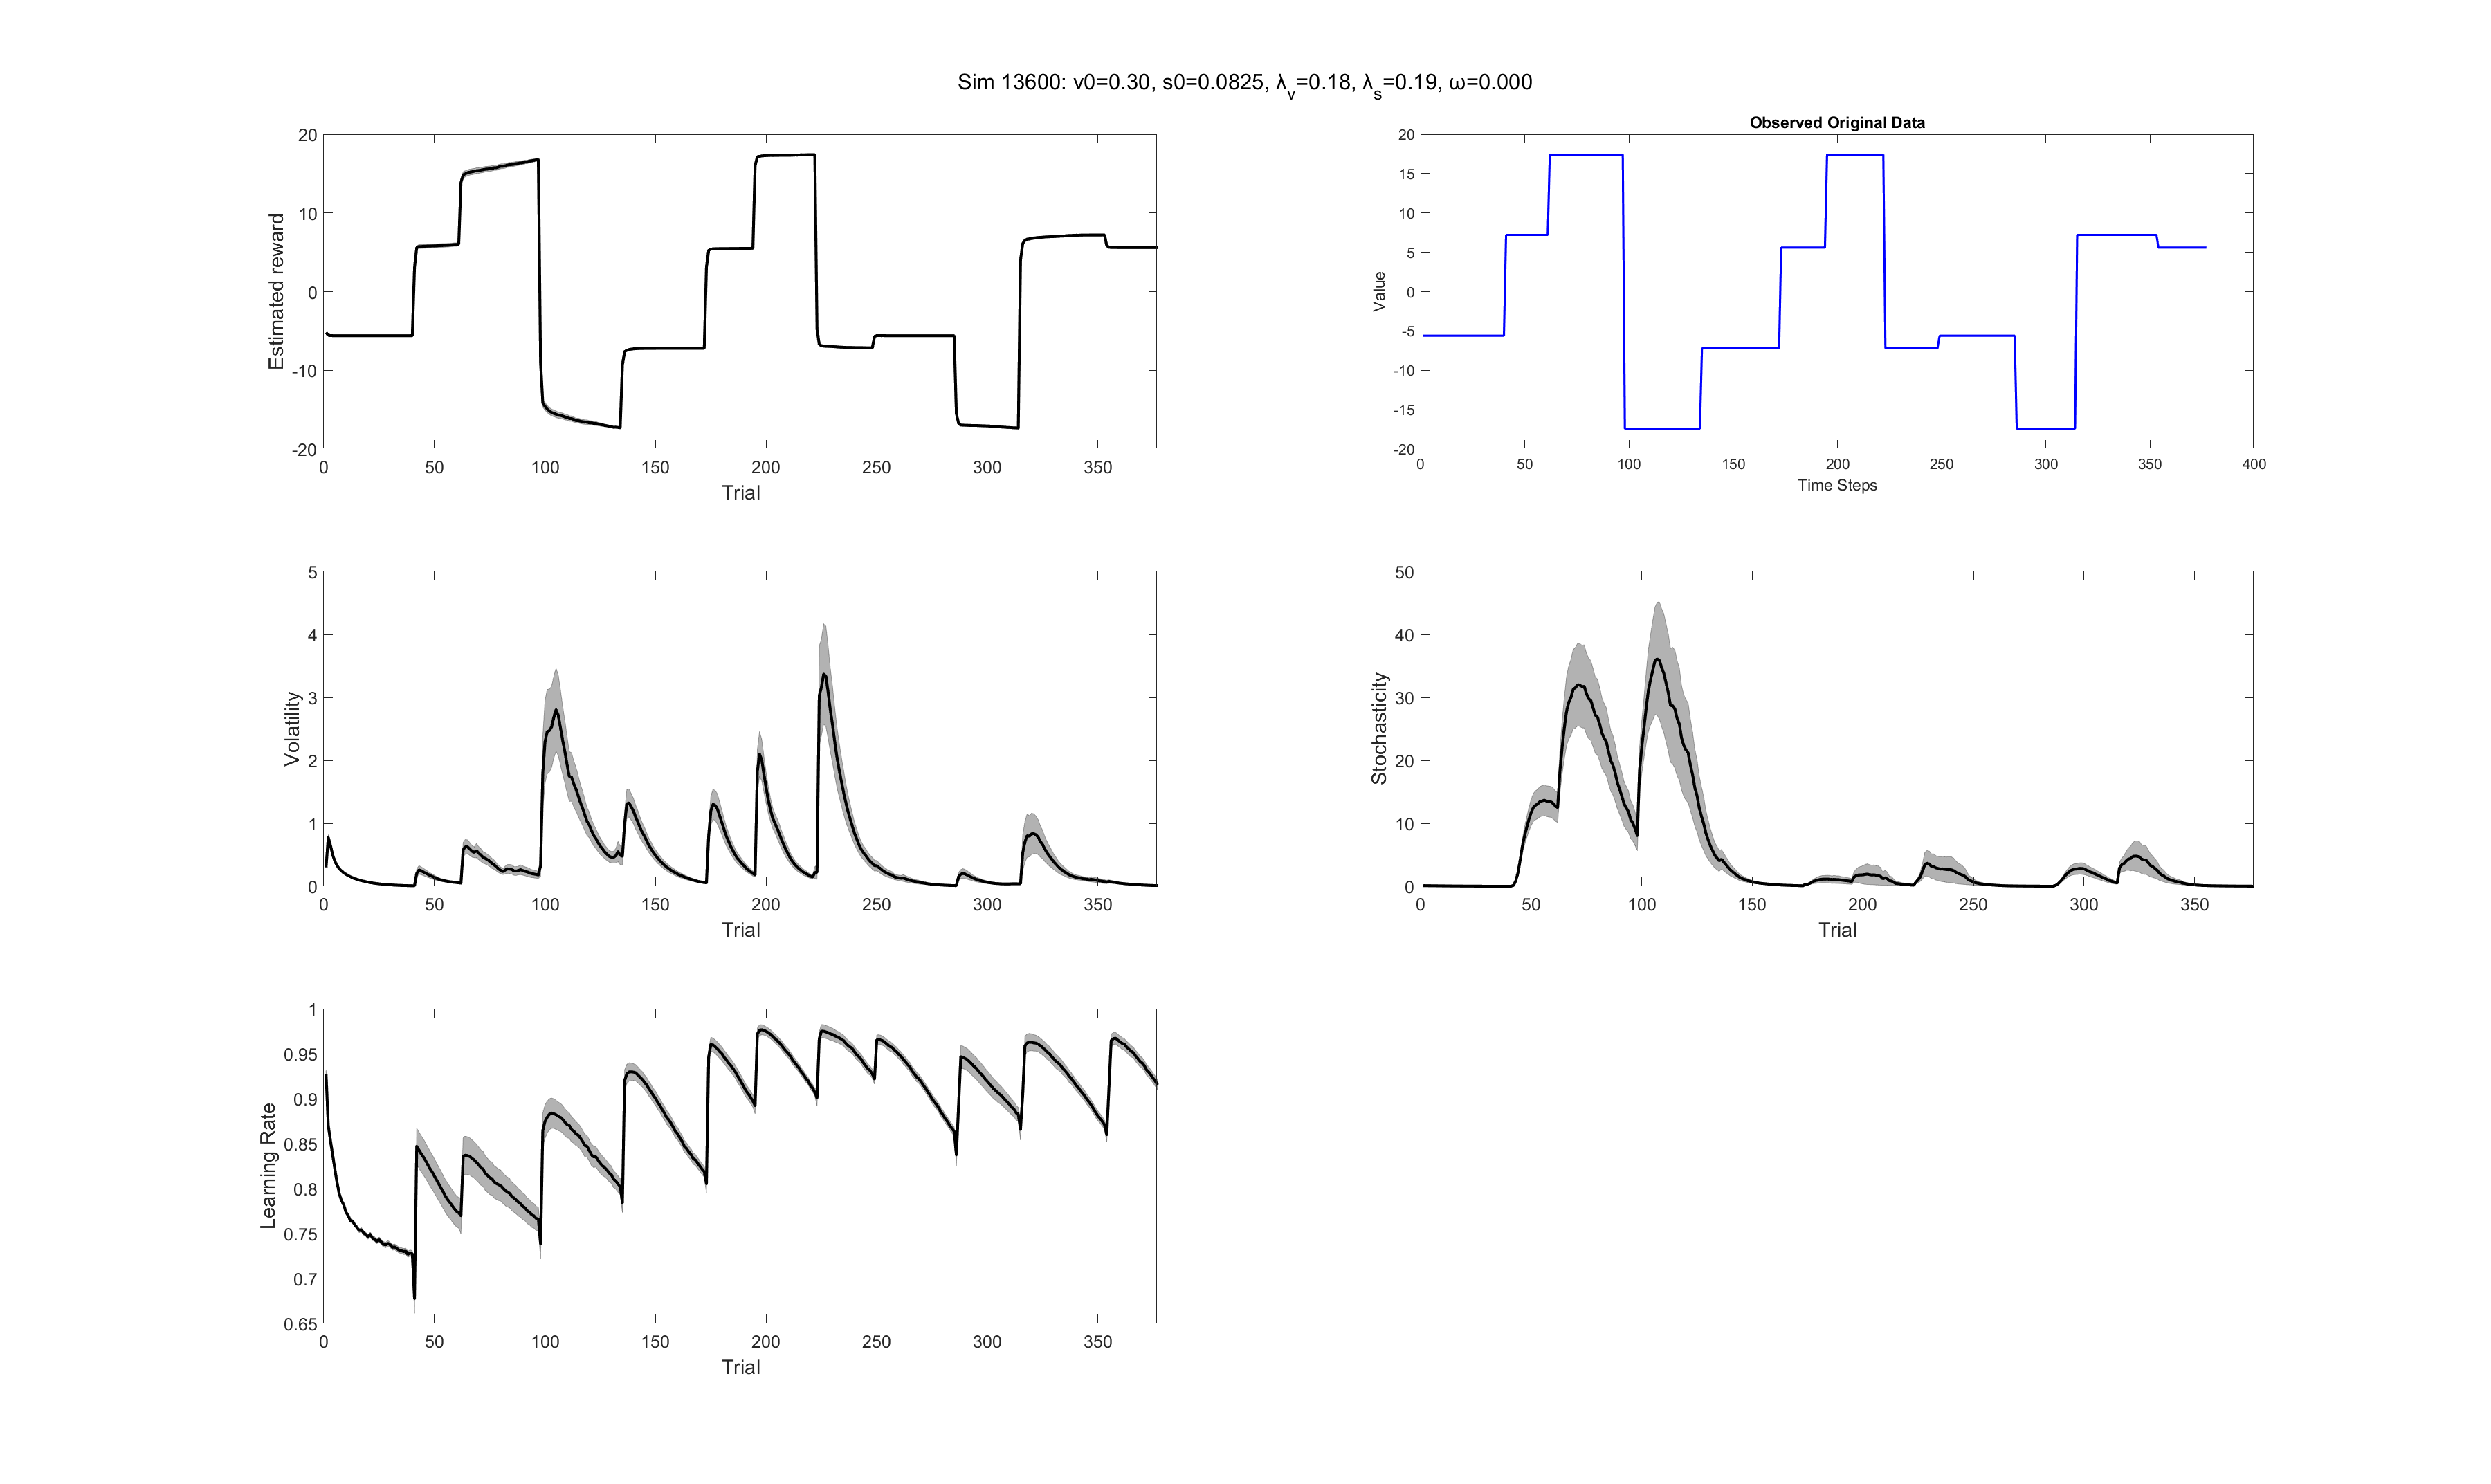 Sim 13600: v0=0.30, s0=0.0825, λv=0.18, λs=0.19, ω=0.000
20
10
0
-10
-20
Estimated reward
0 50 100 150 200 250 300 350
Trial
Observed Original Data
20
15
10
5
0
-5
-10
-15
-20
Value
0 50 100 150 200 250 300 350 400
Time Steps
5
4
3
2
1
0
Volatility
0 50 100 150 200 250 300 350
Trial
50
40
30
20
10
0
Stochasticity
0 50 100 150 200 250 300 350
Trial
1
0.95
0.9
0.85
0.8
0.75
0.7
0.65
Learning Rate
0 50 100 150 200 250 300 350
Trial